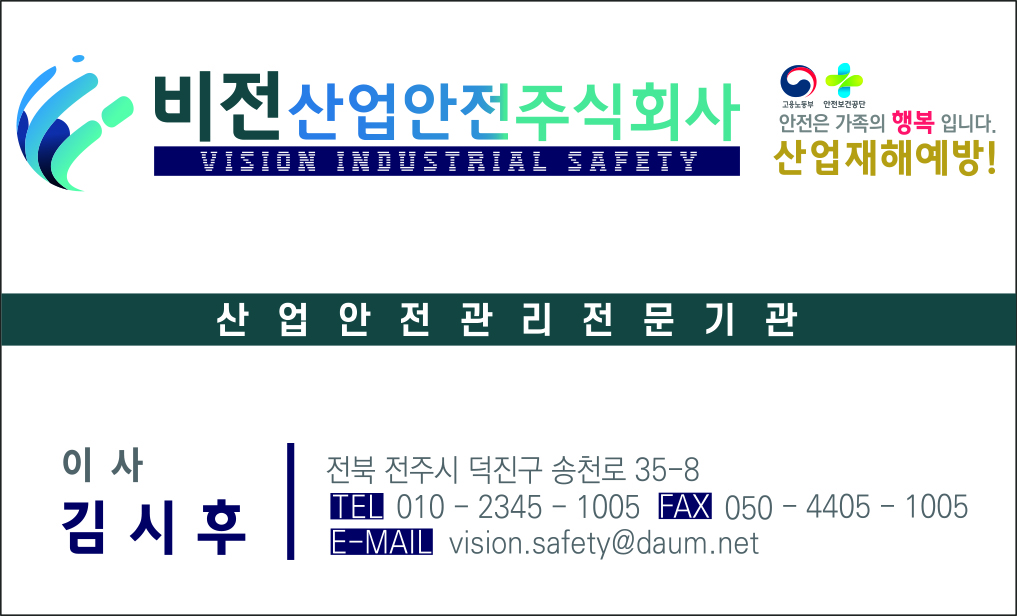 비전산업안전주식회사
VISION INDUSTRIAL SAFETY
고용노동부 안전보건공단
안전은 가족의 행복 입니다.
산업재해예방!
산업안전관리전문기관
이사
김시후
전북 전주시 덕진구 송천로 35-8
TEL 010 - 2345 - 1005 FAX 050 - 4405 - 1005
E-MAIL vision.safety@daum.net